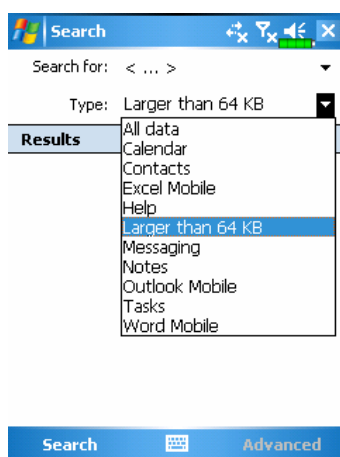 Search
Search for: < ... >
Type: Larger than 64 KB
Results
All data
Calendar
Contacts
Excel Mobile
Help
Larger than 64 KB
Messaging
Notes
Outlook Mobile
Tasks
Word Mobile
Search Advanced